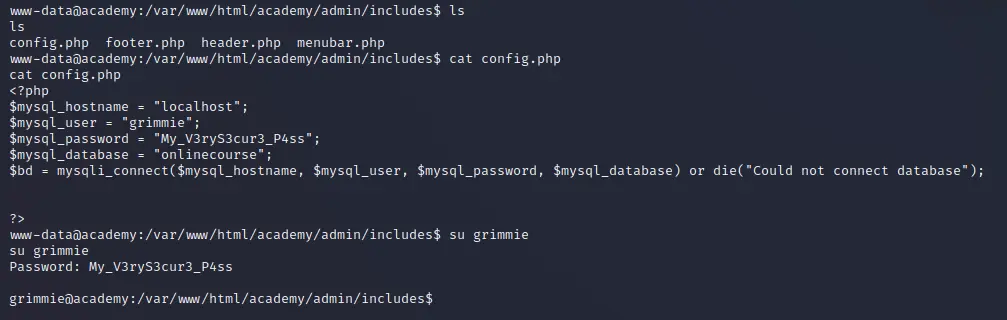 www-data@academy:/var/www/html/academy/admin/includes$ ls
ls
config.php  footer.php  header.php  menubar.php
www-data@academy:/var/www/html/academy/admin/includes$ cat config.php
cat config.php
<?php
$mysql_hostname = "localhost";
$mysql_user = "grimmie";
$mysql_password = "My_V3ryS3cur3_P4ss";
$mysql_database = "onlinecourse";
$bd = mysqli_connect($mysql_hostname, $mysql_user, $mysql_password, $mysql_database) or die("Could not connect database");
?>
www-data@academy:/var/www/html/academy/admin/includes$ su grimmie
su grimmie
Password: My_V3ryS3cur3_P4ss
grimmie@academy:/var/www/html/academy/admin/includes$